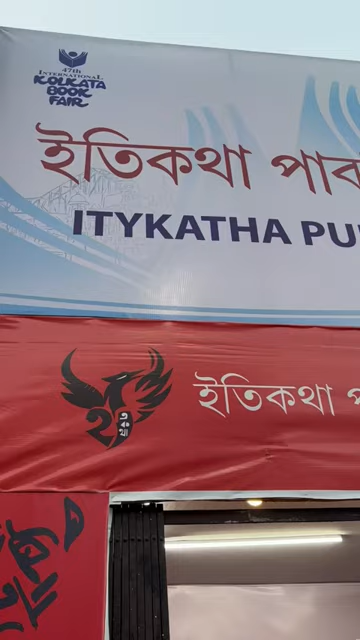 47th
INTERNATIONAL
KOLKATA
BOOK
FAIR
ইতিকথা পাব
ITYKATHA PU
ইতিকথা প